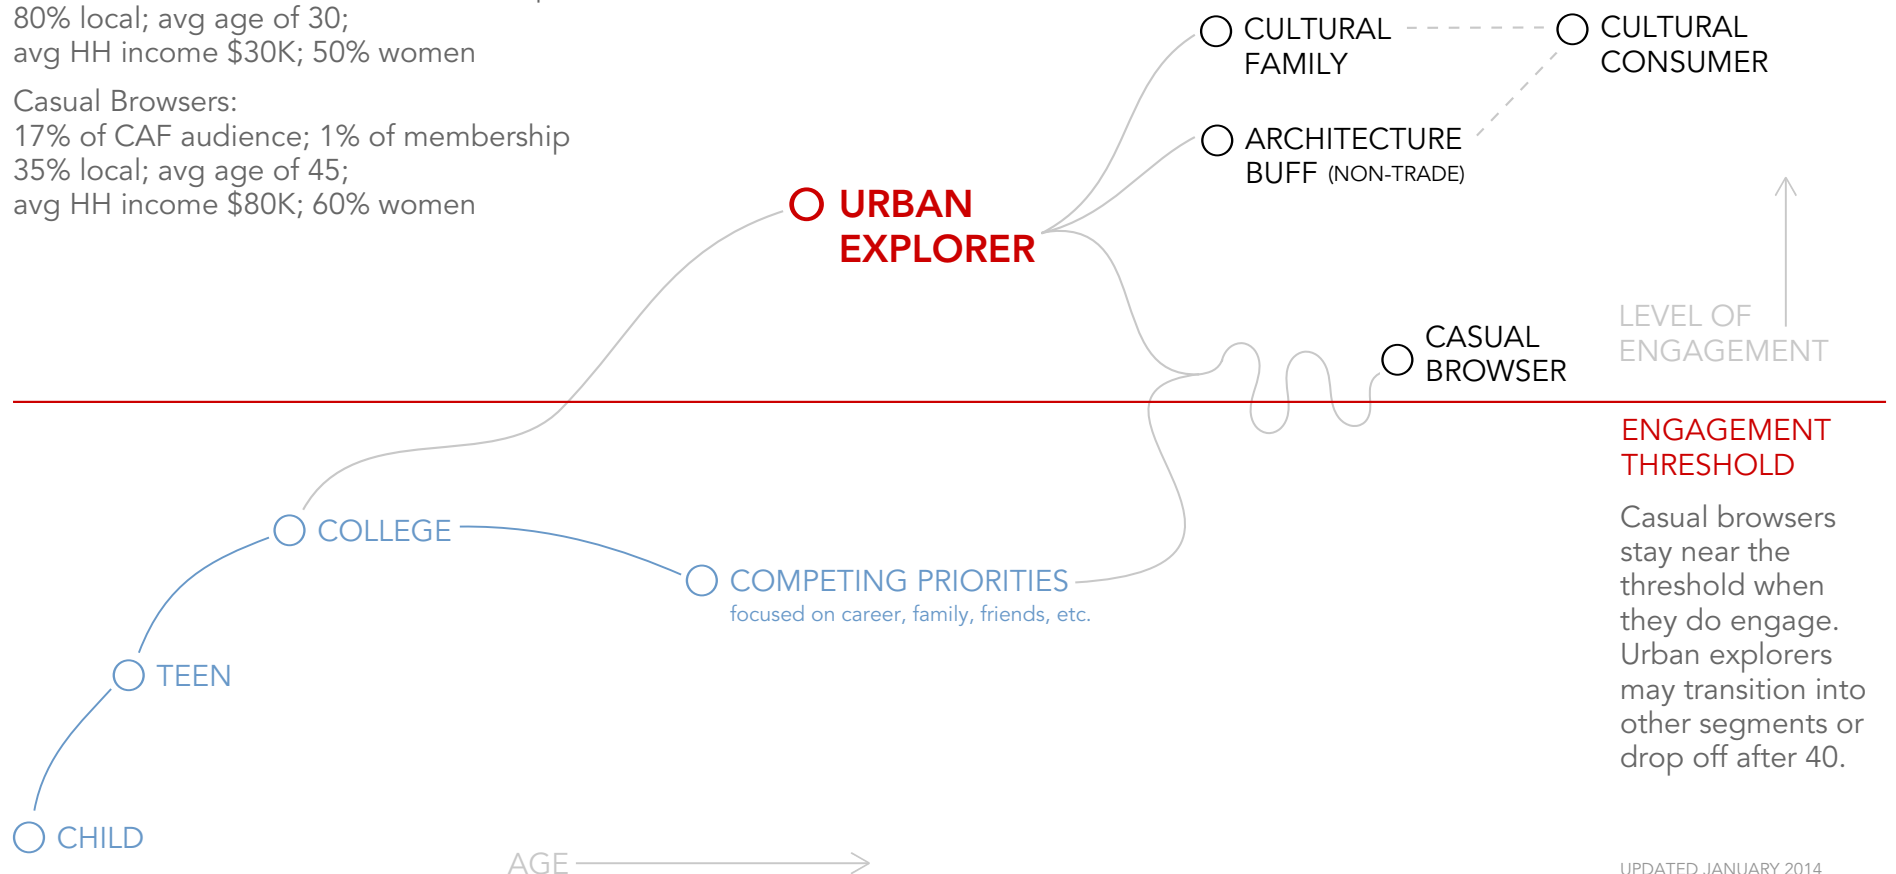 80% local; avg age of 30;
avg HH income $30K; 50% women
Casual Browsers:
17% of CAF audience; 1% of membership
35% local; avg age of 45;
avg HH income $80K; 60% women
CULTURAL
FAMILY
CULTURAL
CONSUMER
ARCHITECTURE
BUFF (NON-TRADE)
URBAN
EXPLORER
LEVEL OF
ENGAGEMENT
CASUAL
BROWSER
ENGAGEMENT
THRESHOLD
Casual browsers
stay near the
threshold when
they do engage.
Urban explorers
may transition into
other segments or
drop off after 40.
COLLEGE
COMPETING PRIORITIES
focused on career, family, friends, etc.
TEEN
CHILD
AGE
UPDATED JANUARY 2014